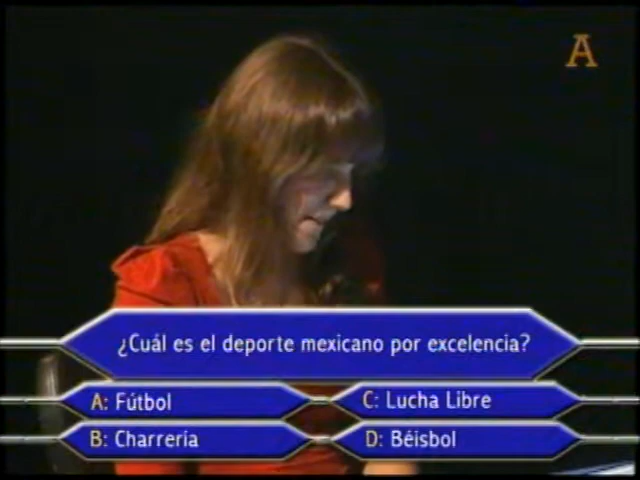 A
¿Cuál es el deporte mexicano por excelencia?
A: Fútbol
C: Lucha Libre
B: Charrería
D: Béisbol